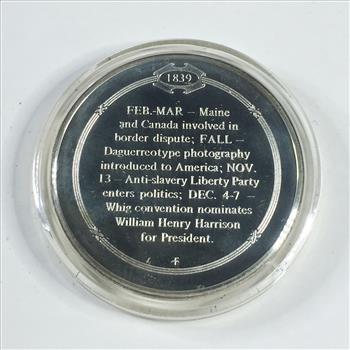 1839
FEB.-MAR – Maine
and Canada involved in
border dispute; FALL –
Daguerreotype photography
introduced to America; NOV.
13 – Anti-slavery Liberty Party
enters politics; DEC. 4-7 –
Whig convention nominates
William Henry Harrison
for President.